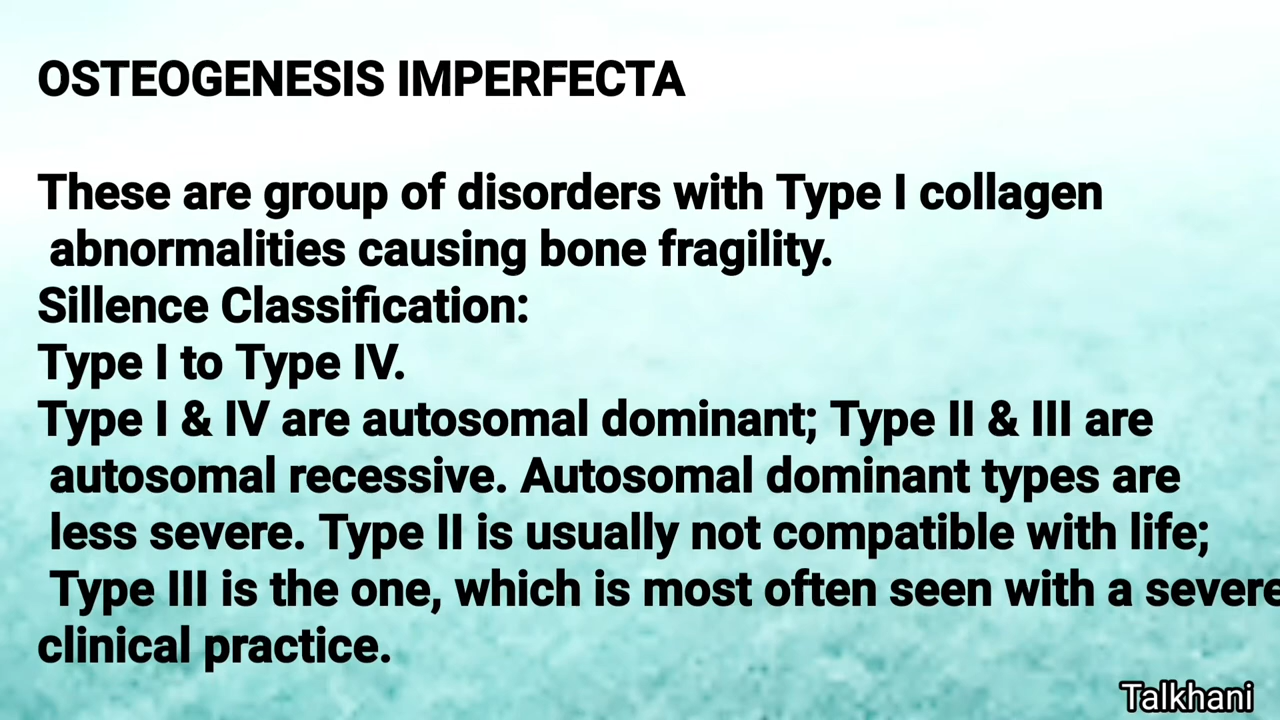 OSTEOGENESIS IMPERFECTA
These are group of disorders with Type I collagen
abnormalities causing bone fragility.
Sillence Classification:
Type I to Type IV.
Type I & IV are autosomal dominant; Type II & III are
autosomal recessive. Autosomal dominant types are
less severe. Type II is usually not compatible with life;
Type III is the one, which is most often seen with a severe
clinical practice.
Talkhani